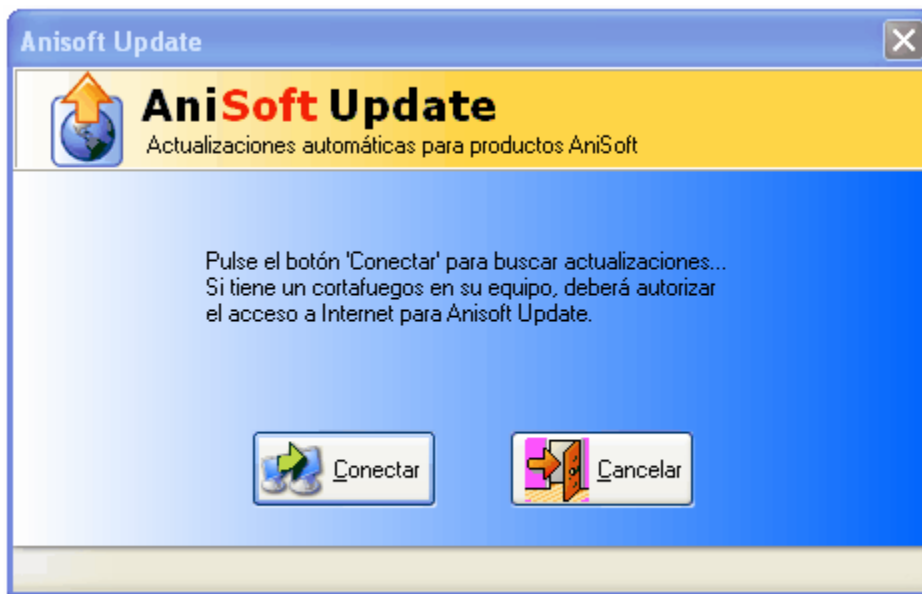 Anisoft Update
AniSoft Update
Actualizaciones automáticas para productos AniSoft
Pulse el botón 'Conectar' para buscar actualizaciones...
Si tiene un cortafuegos en su equipo, deberá autorizar
el acceso a Internet para Anisoft Update.
Conectar
Cancelar